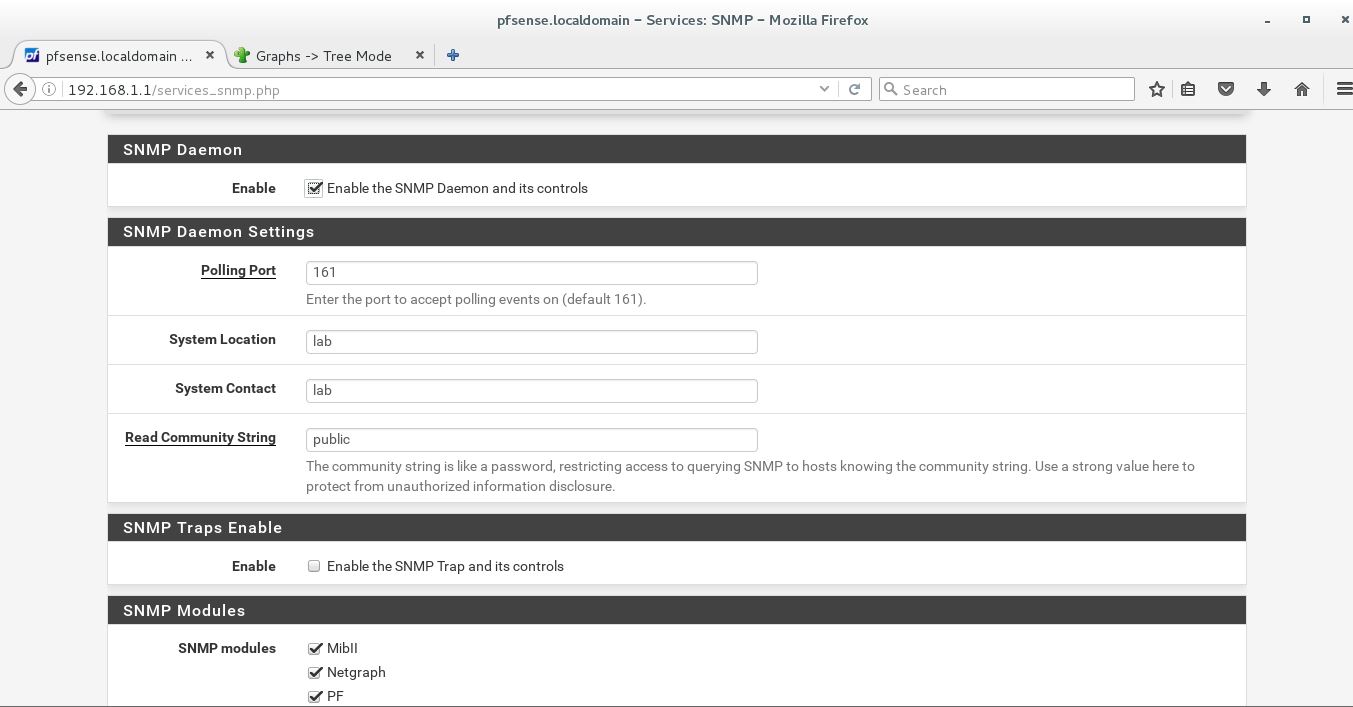 pfsense.localdomain – Services: SNMP – Mozilla Firefox
pfsense.localdomain ...
Graphs -> Tree Mode
192.168.1.1/services_snmp.php
Search
SNMP Daemon
Enable
Enable the SNMP Daemon and its controls
SNMP Daemon Settings
Polling Port
161
Enter the port to accept polling events on (default 161).
System Location
lab
System Contact
lab
Read Community String
public
The community string is like a password, restricting access to querying SNMP to hosts knowing the community string. Use a strong value here to
protect from unauthorized information disclosure.
SNMP Traps Enable
Enable
Enable the SNMP Trap and its controls
SNMP Modules
SNMP modules
MibII
Netgraph
PF